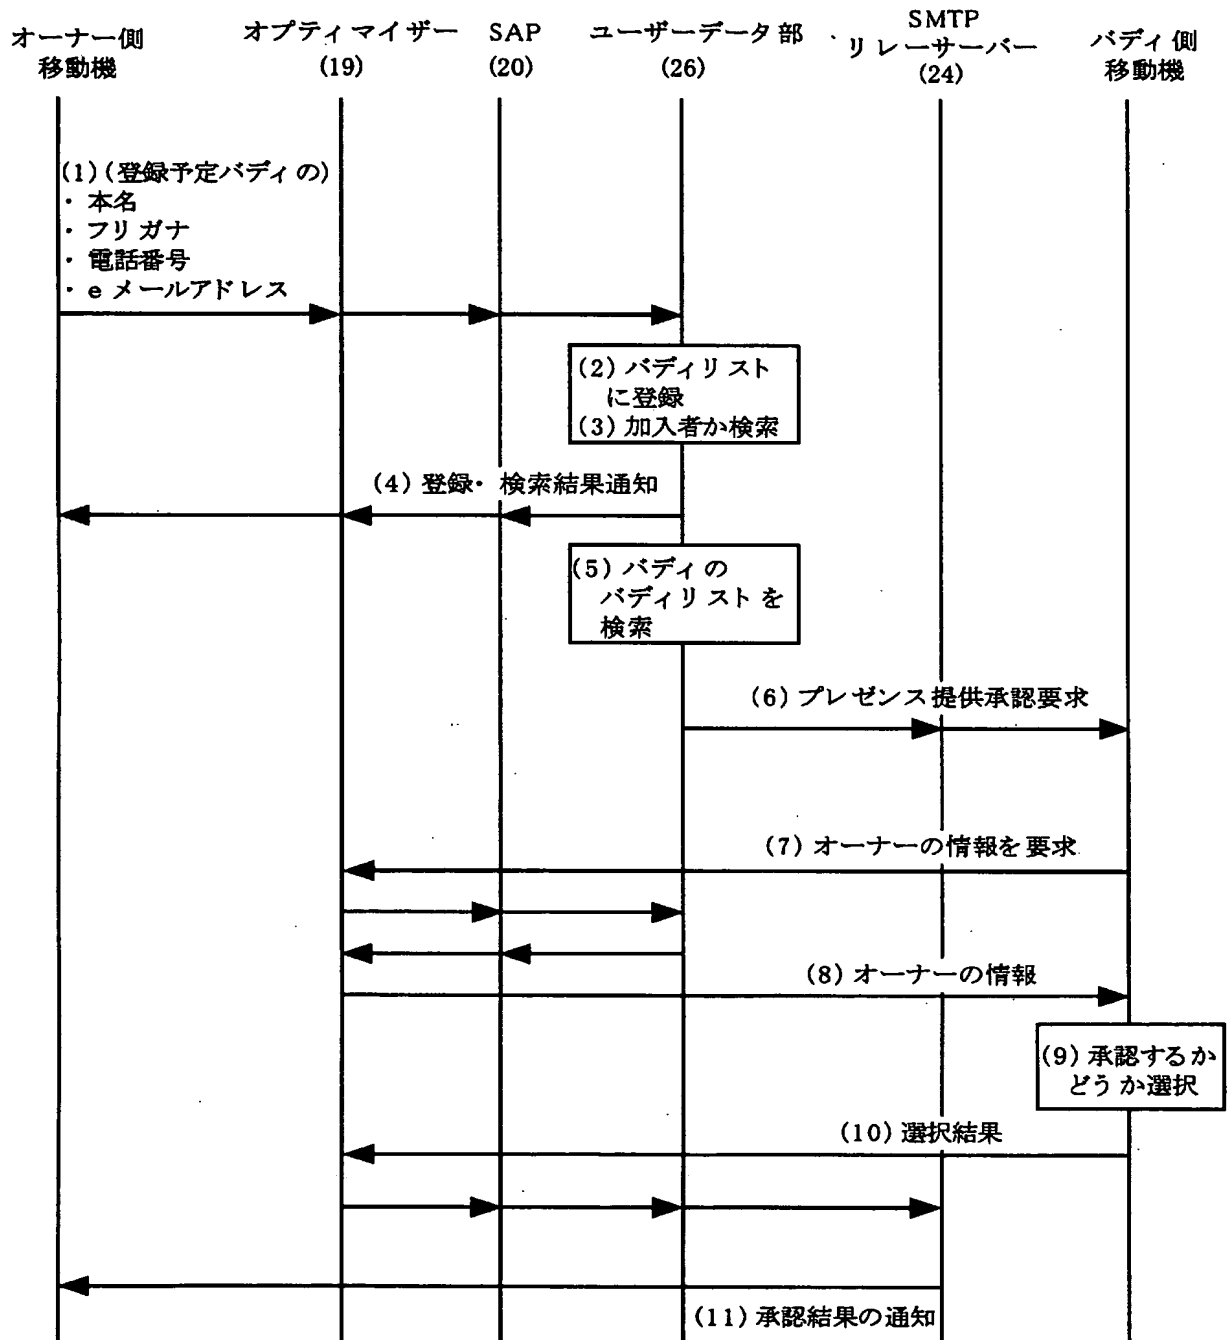 オーナー側
移動機
オプティマイザー
(19)
SAP
(20)
ユーザーデータ部
(26)
SMTP
リレーサーバー
(24)
バディ側
移動機
(1)(登録予定バディの)
・本名
・フリガナ
・電話番号
・eメールアドレス
(2)バディリスト
に登録
(3)加入者か検索
(4)登録・検索結果通知
(5)バディの
バディリストを
検索
(6)プレゼンス提供承認要求
(7)オーナーの情報を要求
(8)オーナーの情報
(9)承認するか
どうか選択
(10)選択結果
(11)承認結果の通知